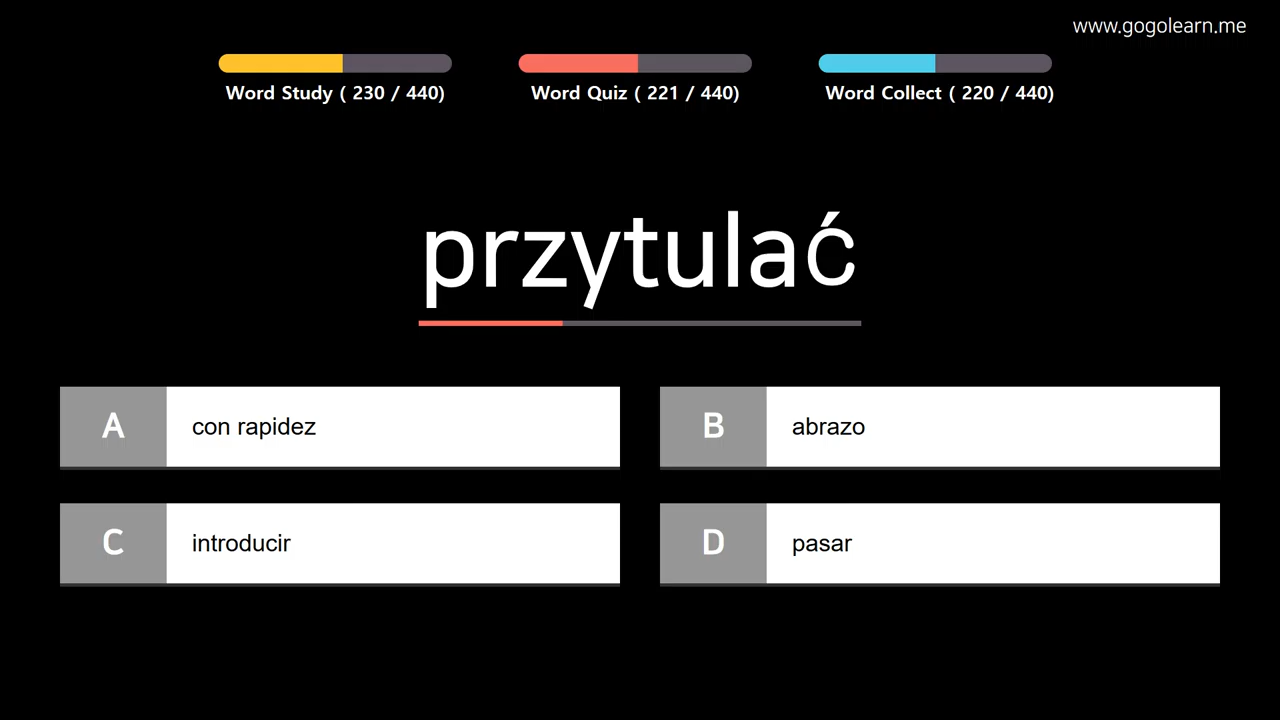 www.gogolearn.me
Word Study ( 230 / 440)
Word Quiz ( 221 / 440)
Word Collect ( 220 / 440)
przytulać
A con rapidez
B abrazo
C introducir
D pasar